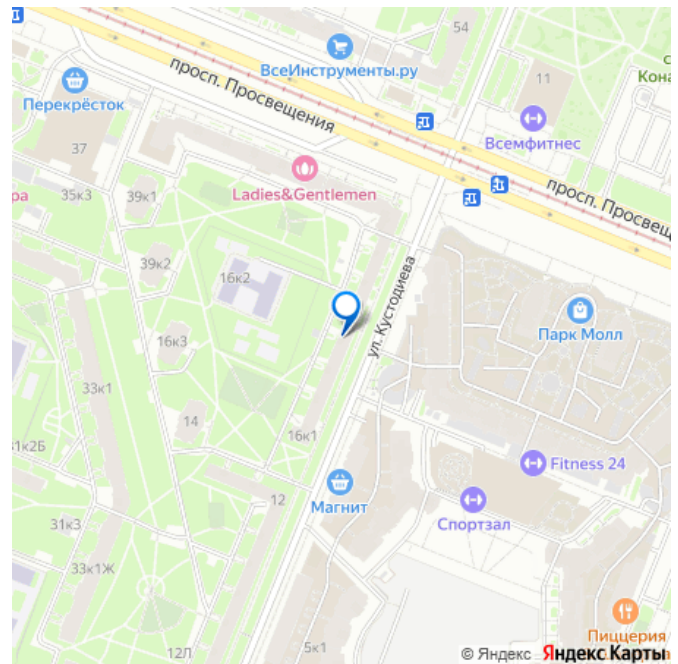 54
ВсеИнструменты.ру
просп. Просвещения
Перекрёсток
11
Всемфитнес
37
Ladies&Gentlemen
35к3
39к1
просп. Просвещ
39к2
16к2
ул. Кустодиева
Парк Молл
16к3
33к1
14
16к1
31к2Б
Fitness 24
12
Магнит
Спортзал
31к3
33к1Ж
Пиццерия
12Л
5к1
© Яндекс Яндекс Карты